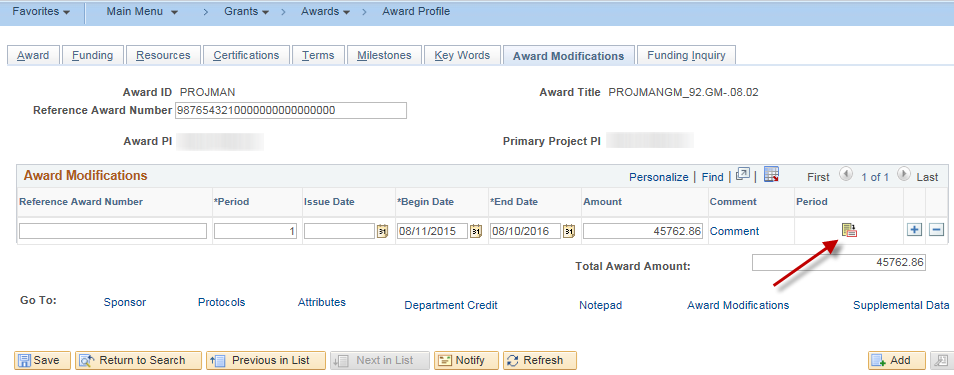 Favorites Main Menu Grants Awards Award Profile
Award Funding Resources Certifications Terms Milestones Key Words Award Modifications Funding Inquiry
Award ID PROJMAN Award Title PROJMANGM_92.GM-.08.02
Reference Award Number
Award PI Primary Project PI
Award Modifications Personalize | Find | | First 1 of 1 Last
Reference Award Number *Period Issue Date *Begin Date *End Date Amount Comment Period
1 31 08/11/2015 31 08/10/2016 31 45762.86 Comment
Total Award Amount: 45762.86
Go To: Sponsor Protocols Attributes Department Credit Notepad Award Modifications Supplemental Data
Save Return to Search Previous in List Next in List Notify Refresh Add